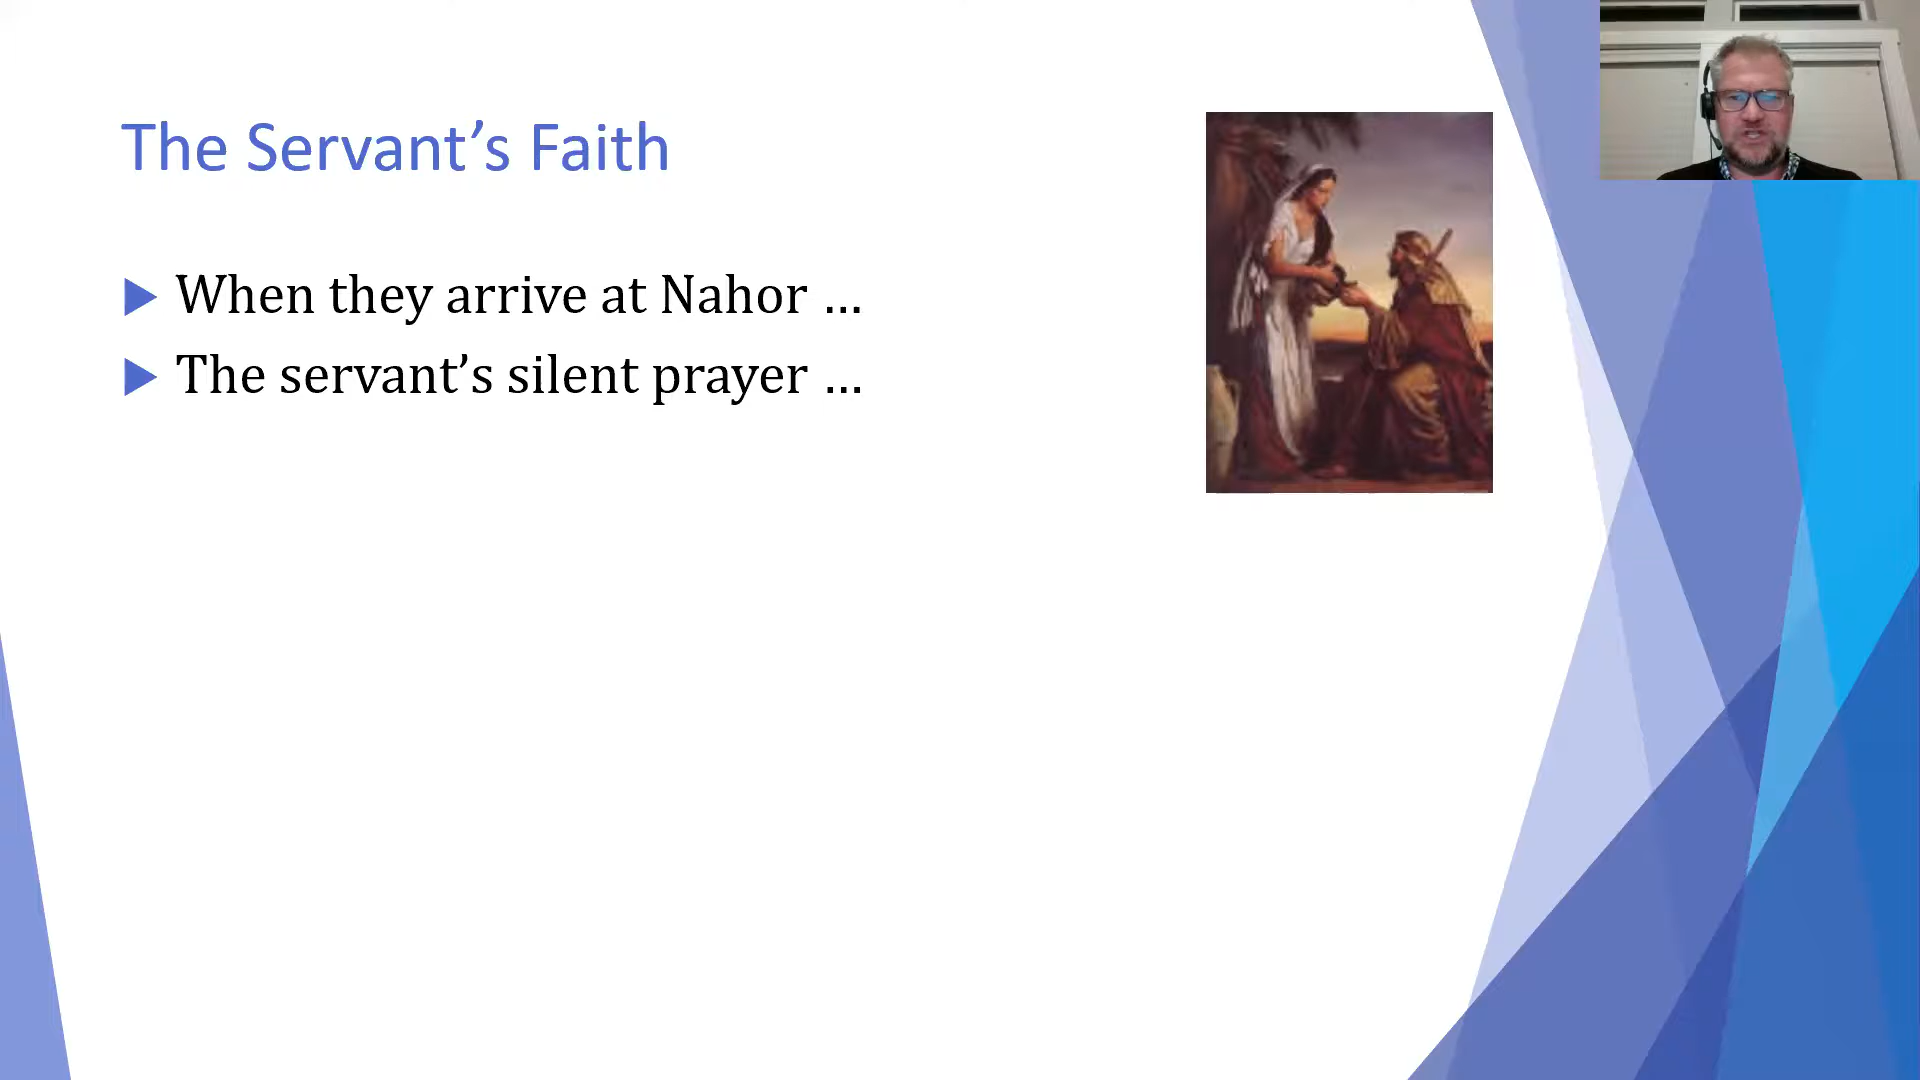 The Servant’s Faith
When they arrive at Nahor …
The servant’s silent prayer …